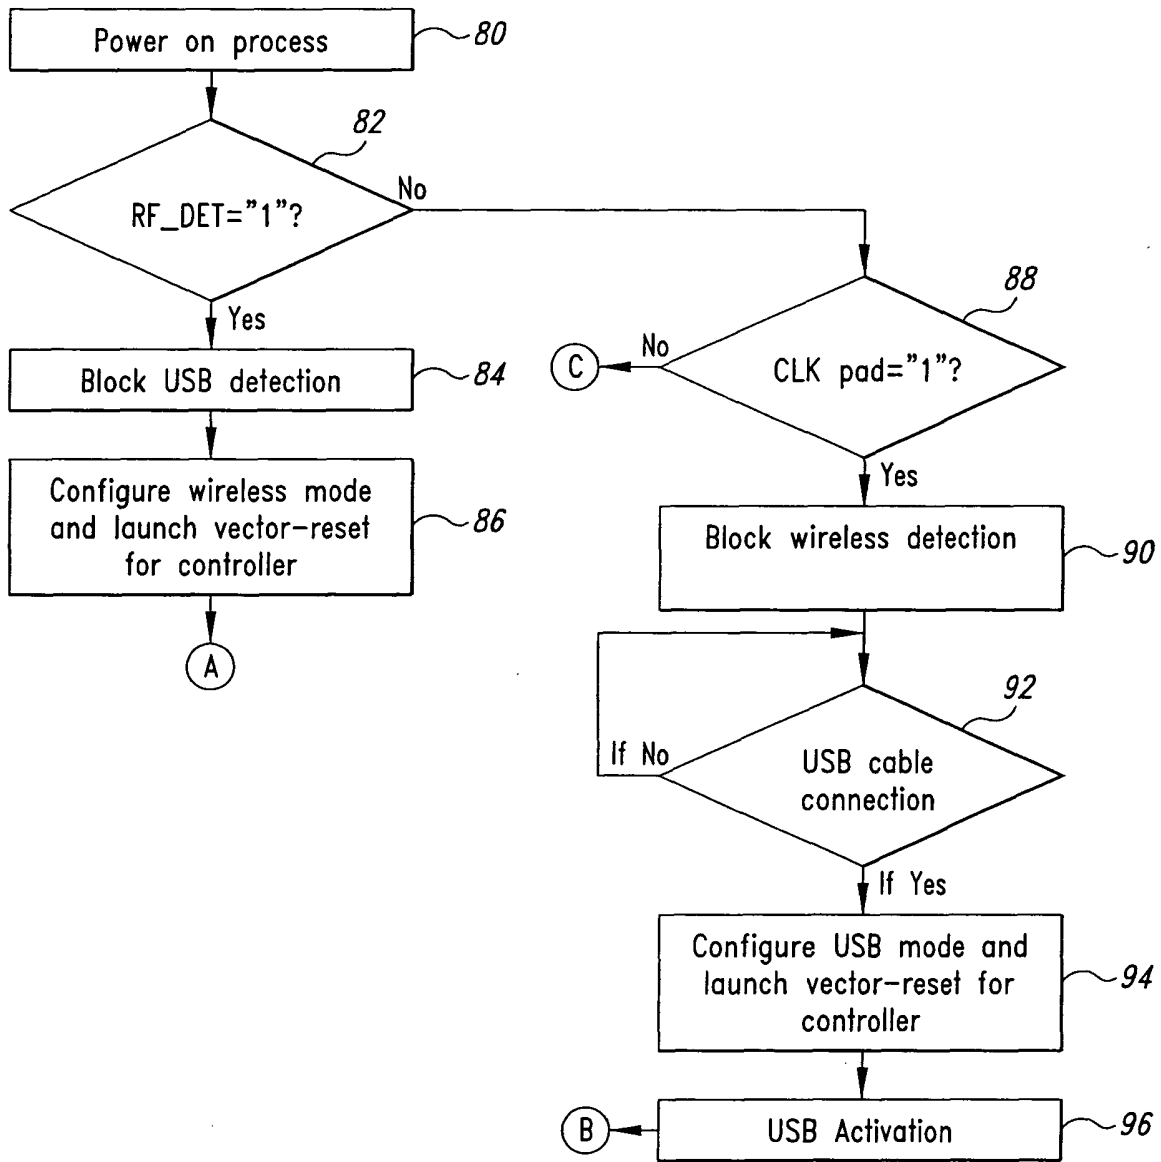 Power on process
80
82
RF_DET="1"?
No
Yes
Block USB detection
84
Configure wireless mode
and launch vector-reset
for controller
86
A
88
CLK pad="1"?
No
C
Yes
Block wireless detection
90
92
USB cable
connection
If No
If Yes
Configure USB mode and
launch vector-reset for
controller
94
USB Activation
96
B